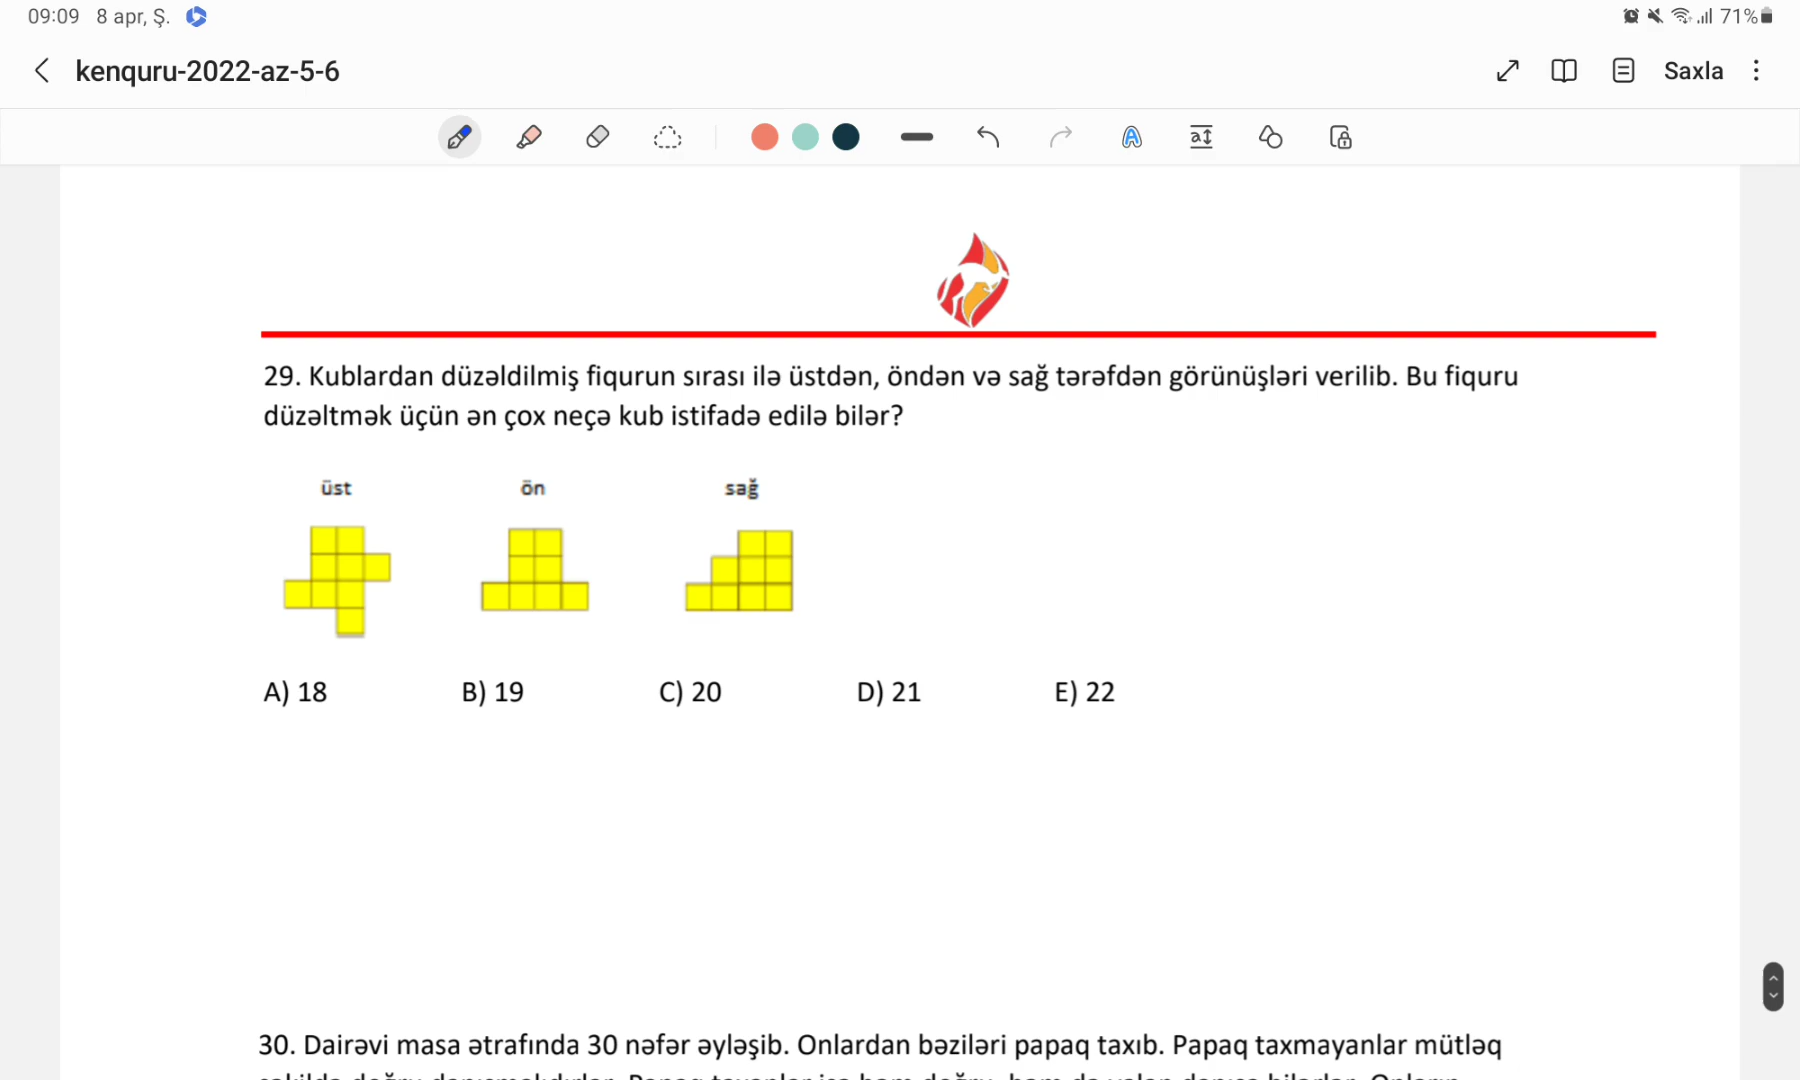 09:09 8 apr, Ş. 71%
kenquru-2022-az-5-6 Saxla
29. Kublardan düzəldilmiş fiqurun sırası ilə üstdən, öndən və sağ tərəfdən görünüşləri verilib. Bu fiquru
düzəltmək üçün ən çox neçə kub istifadə edilə bilər?
üst ön sağ
A) 18 B) 19 C) 20 D) 21 E) 22
30. Dairəvi masa ətrafında 30 nəfər əyləşib. Onlardan bəziləri papaq taxıb. Papaq taxmayanlar mütləq